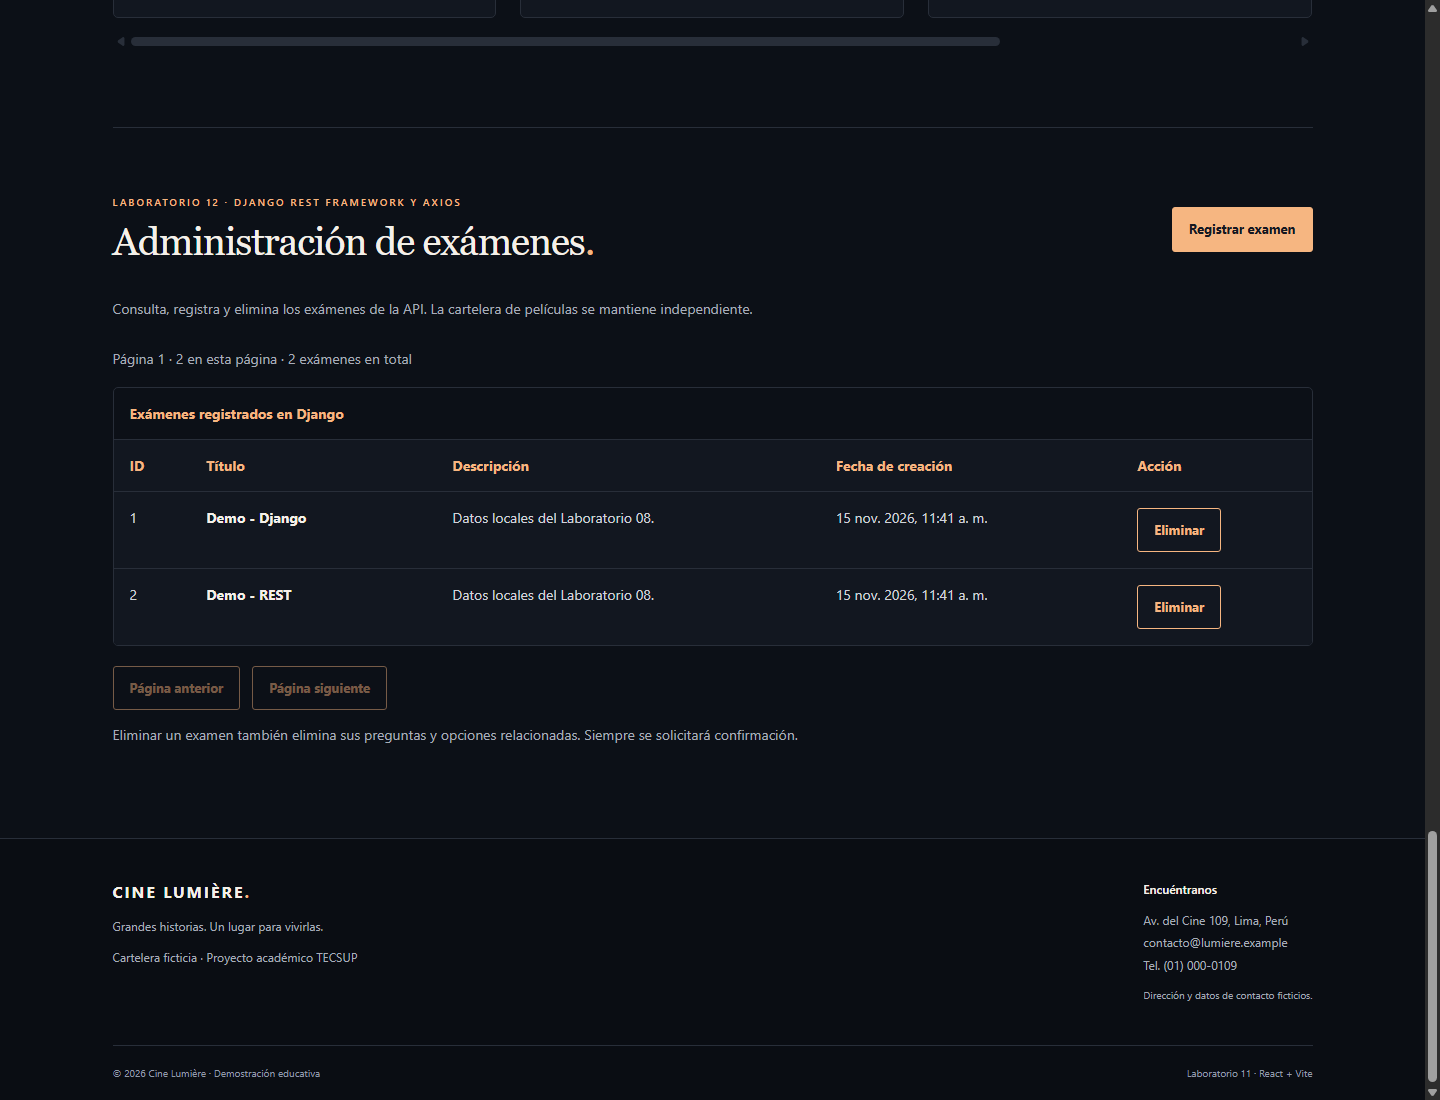 LABORATORIO 12 · DJANGO REST FRAMEWORK Y AXIOS
Administración de exámenes.
Registrar examen
Consulta, registra y elimina los exámenes de la API. La cartelera de películas se mantiene independiente.
Página 1 · 2 en esta página · 2 exámenes en total
Exámenes registrados en Django
ID Título Descripción Fecha de creación Acción
1 Demo - Django Datos locales del Laboratorio 08. 15 nov. 2026, 11:41 a. m. Eliminar
2 Demo - REST Datos locales del Laboratorio 08. 15 nov. 2026, 11:41 a. m. Eliminar
Página anterior Página siguiente
Eliminar un examen también elimina sus preguntas y opciones relacionadas. Siempre se solicitará confirmación.
CINE LUMIÈRE.
Grandes historias. Un lugar para vivirlas.
Cartelera ficticia · Proyecto académico TECSUP
Encuéntranos
Av. del Cine 109, Lima, Perú
contacto@lumiere.example
Tel. (01) 000-0109
Dirección y datos de contacto ficticios.
© 2026 Cine Lumière · Demostración educativa
Laboratorio 11 · React + Vite